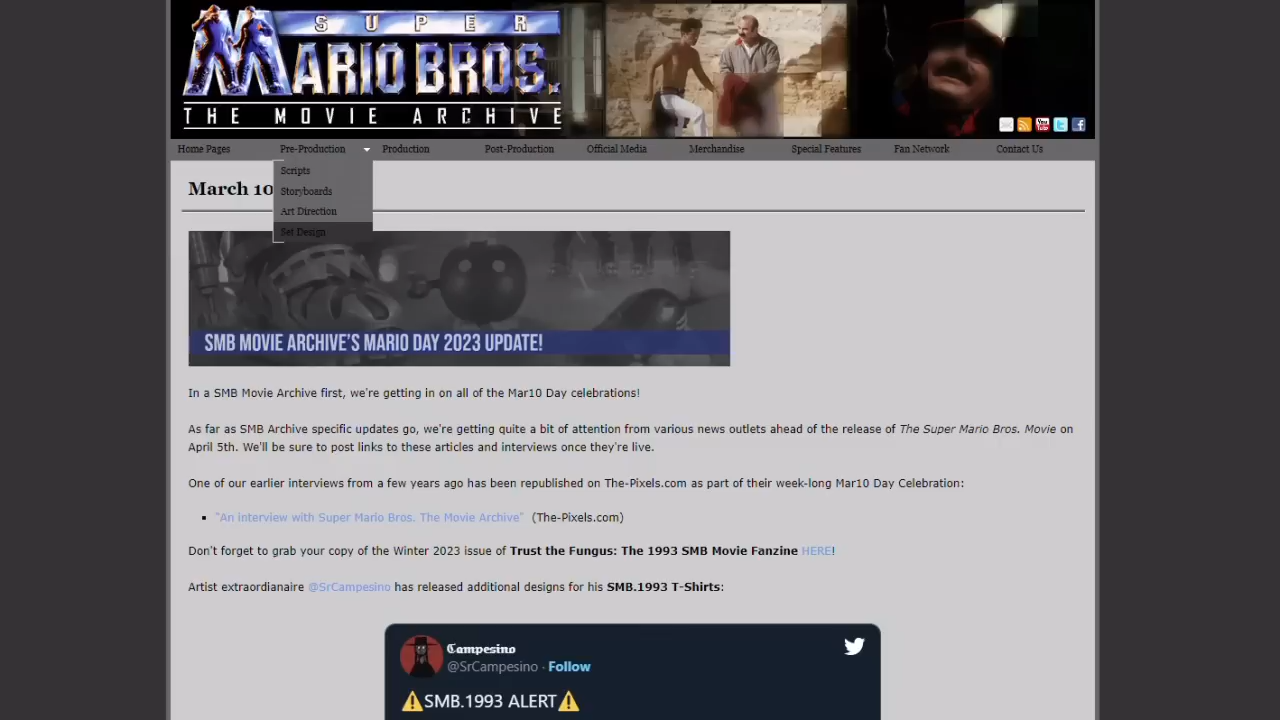 SUPER
MARIO BROS.
THE MOVIE ARCHIVE
Home Pages Pre-Production Production Post-Production Official Media Merchandise Special Features Fan Network Contact Us
Scripts
Storyboards
Art Direction
Set Design
March 10
SMB MOVIE ARCHIVE'S MARIO DAY 2023 UPDATE!
In a SMB Movie Archive first, we're getting in on all of the Mar10 Day celebrations!
As far as SMB Archive specific updates go, we're getting quite a bit of attention from various news outlets ahead of the release of The Super Mario Bros. Movie on
April 5th. We'll be sure to post links to these articles and interviews once they're live.
One of our earlier interviews from a few years ago has been republished on The-Pixels.com as part of their week-long Mar10 Day Celebration:
"An interview with Super Mario Bros. The Movie Archive" (The-Pixels.com)
Don't forget to grab your copy of the Winter 2023 issue of Trust the Fungus: The 1993 SMB Movie Fanzine HERE!
Artist extraordianaire @SrCampesino has released additional designs for his SMB.1993 T-Shirts:
Campesino
@SrCampesino · Follow
⚠️SMB.1993 ALERT⚠️